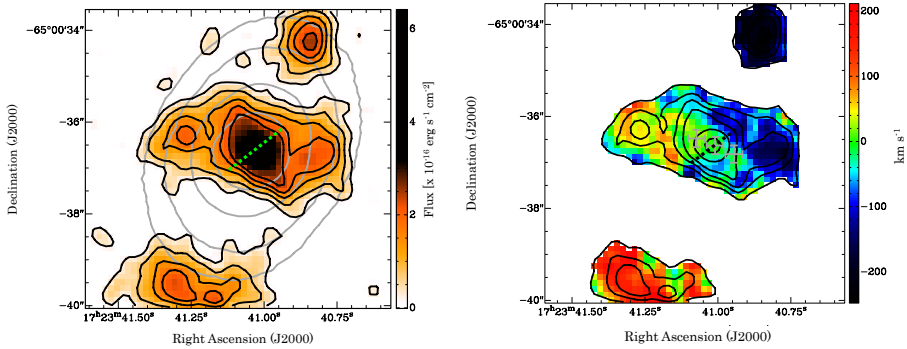 −65°00′34″
−36″
−38″
−40″
17ʰ23ᵐ41.50ˢ
41.25ˢ
41.00ˢ
40.75ˢ
Right Ascension (J2000)
Declination (J2000)
6
4
2
0
Flux [x 10¹⁶ erg s⁻¹ cm⁻²]
−65°00′34″
−36″
−38″
−40″
17ʰ23ᵐ41.50ˢ
41.25ˢ
41.00ˢ
40.75ˢ
Right Ascension (J2000)
Declination (J2000)
200
100
0
−100
−200
km s⁻¹